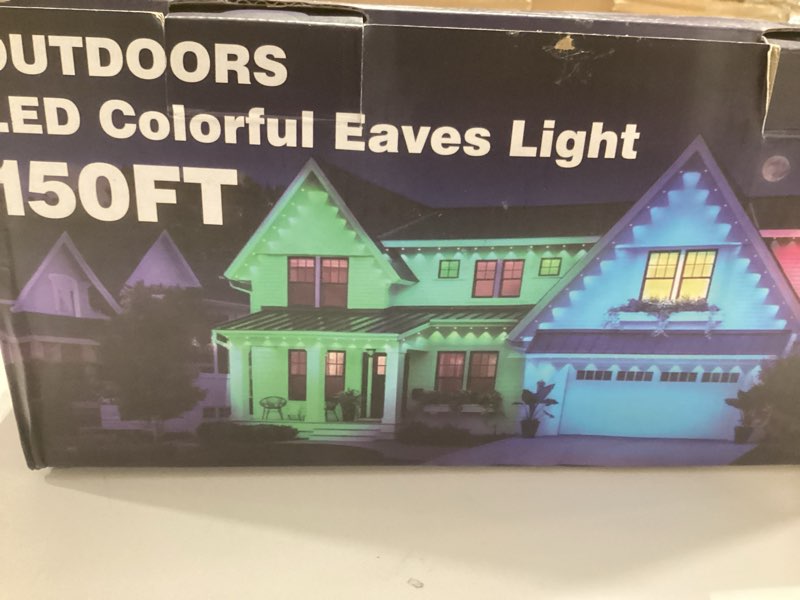 OUTDOORS
LED Colorful Eaves Light
150FT